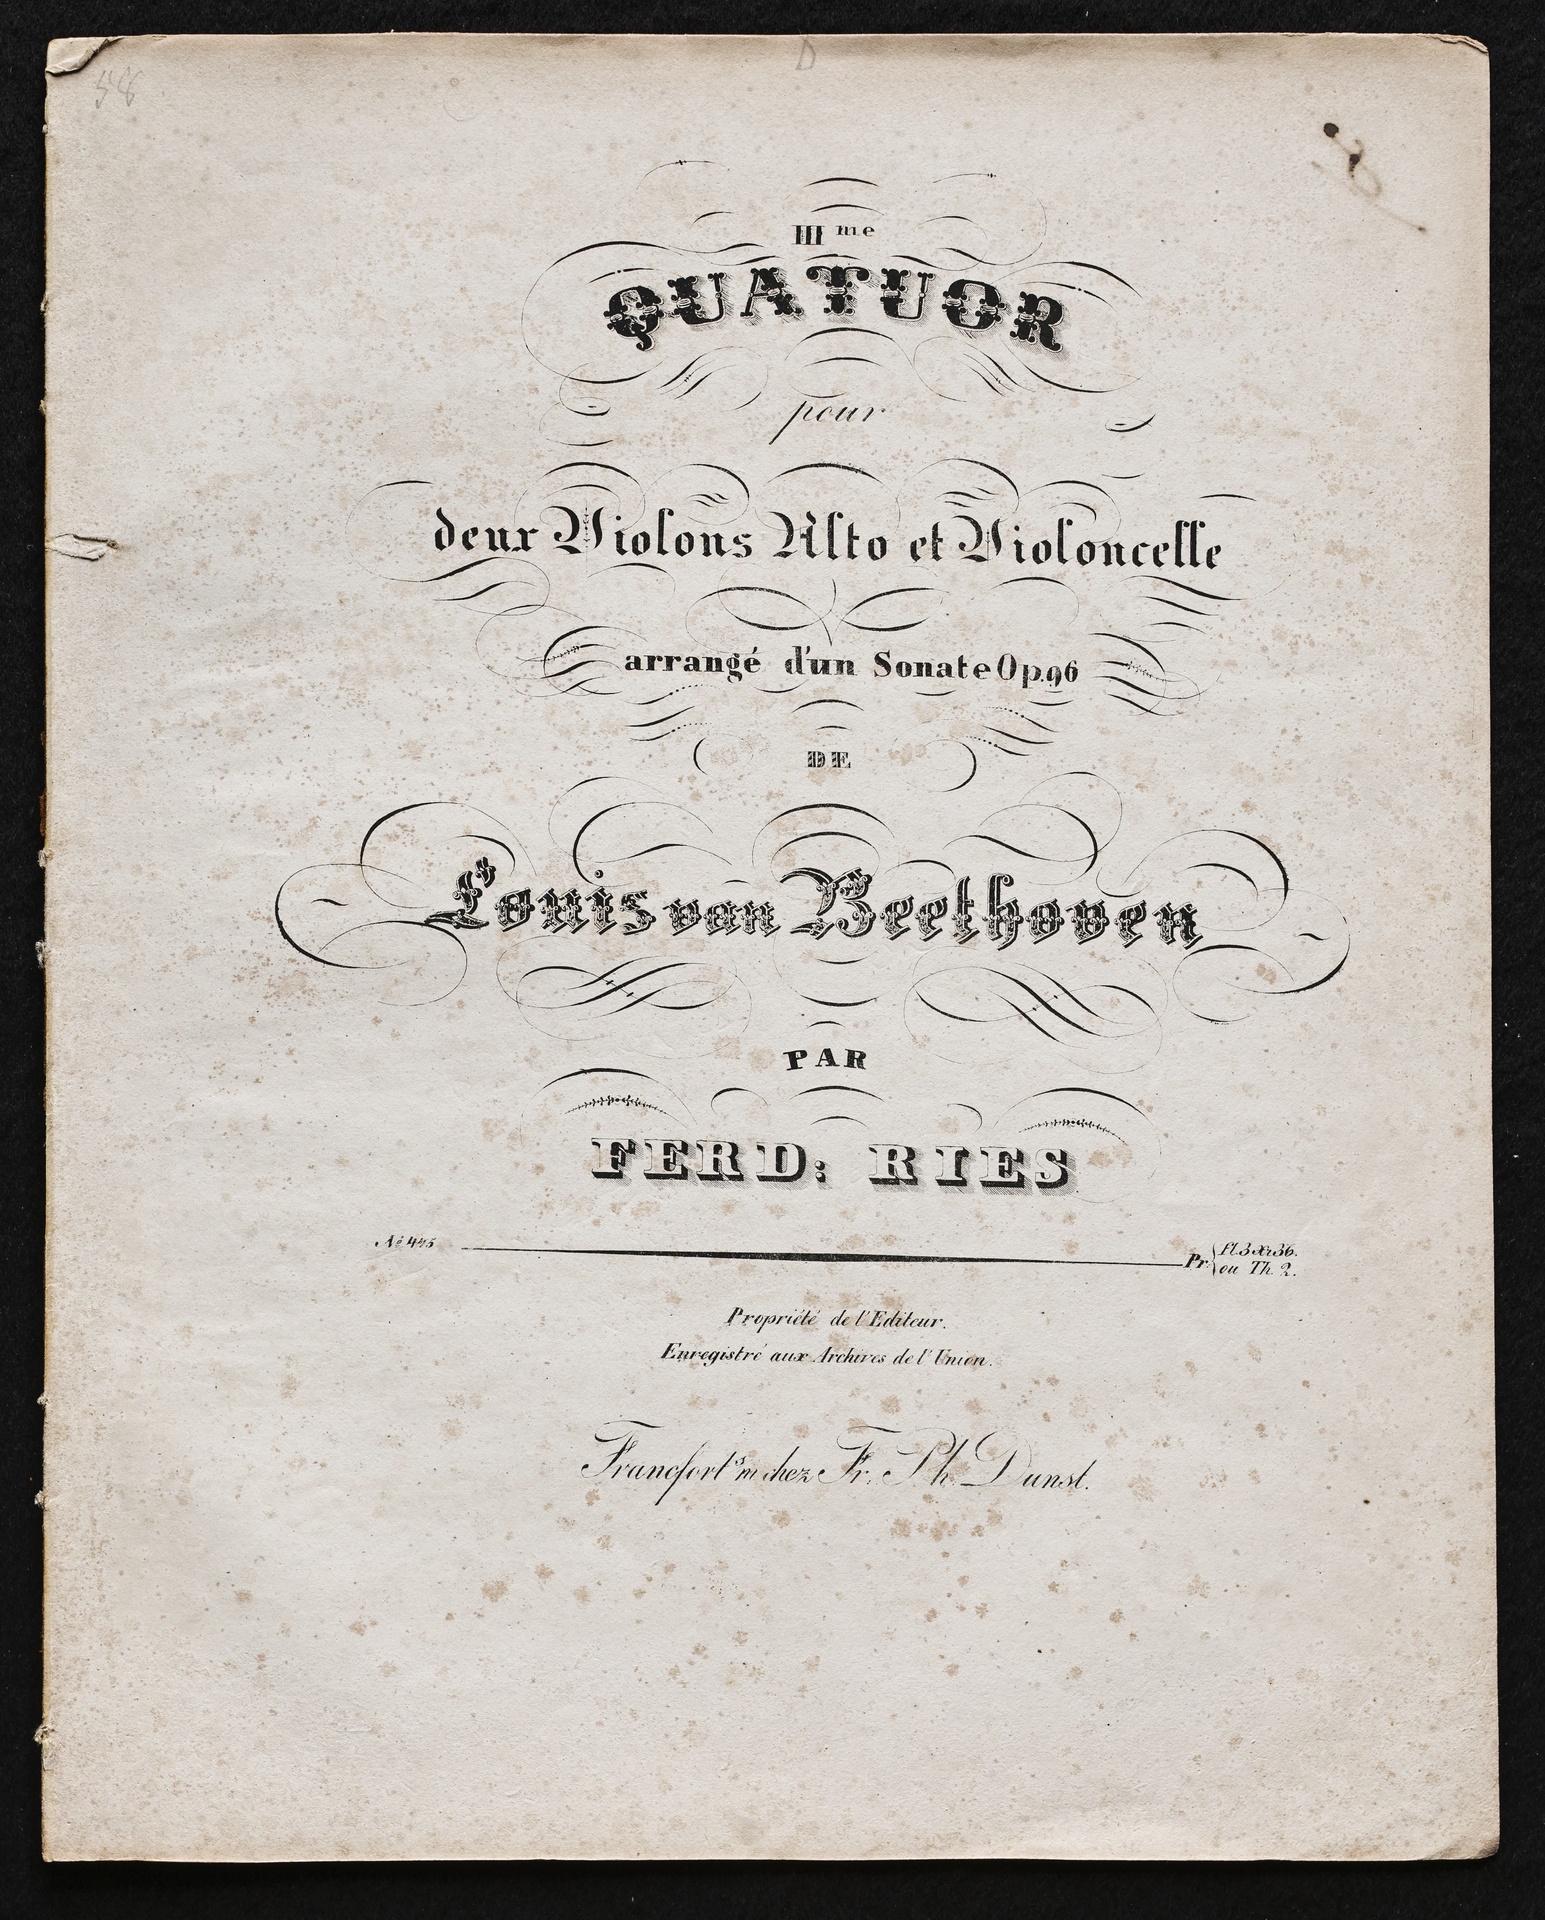 58
D
III me
QUATUOR
pour
deux Violons Alto et Violoncelle
arrangé d'un Sonate Op. 96
DE
Louis van Beethoven
PAR
FERD: RIES
No 445
Pr. fl 3 Xr 36.
ou Th. 2.
Propriété de l'Editeur.
Enregistré aux Archives de l'Union.
Francfort s/m chez Fr. Ph. Dunst.